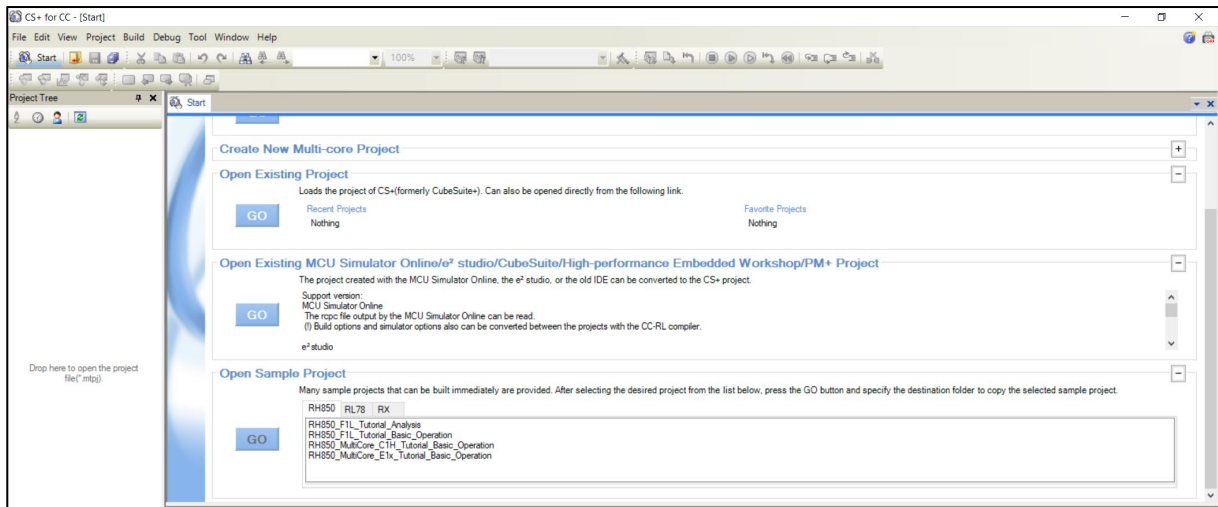 CS+ for CC - [Start]
File Edit View Project Build Debug Tool Window Help
Start
100%
Project Tree
Start
Create New Multi-core Project
Open Existing Project
Loads the project of CS+(formerly CubeSuite+). Can also be opened directly from the following link.
GO
Recent Projects
Favorite Projects
Nothing
Nothing
Open Existing MCU Simulator Online/e² studio/CubeSuite/High-performance Embedded Workshop/PM+ Project
The project created with the MCU Simulator Online, the e² studio, or the old IDE can be converted to the CS+ project.
GO
Support version:
MCU Simulator Online
The rcpc file output by the MCU Simulator Online can be read.
(!) Build options and simulator options also can be converted between the projects with the CC-RL compiler.
e² studio
Drop here to open the project
file(*.mtpj).
Open Sample Project
Many sample projects that can be built immediately are provided. After selecting the desired project from the list below, press the GO button and specify the destination folder to copy the selected sample project.
RH850 RL78 RX
GO
RH850_F1L_Tutorial_Analysis
RH850_F1L_Tutorial_Basic_Operation
RH850_MultiCore_C1H_Tutorial_Basic_Operation
RH850_MultiCore_E1x_Tutorial_Basic_Operation